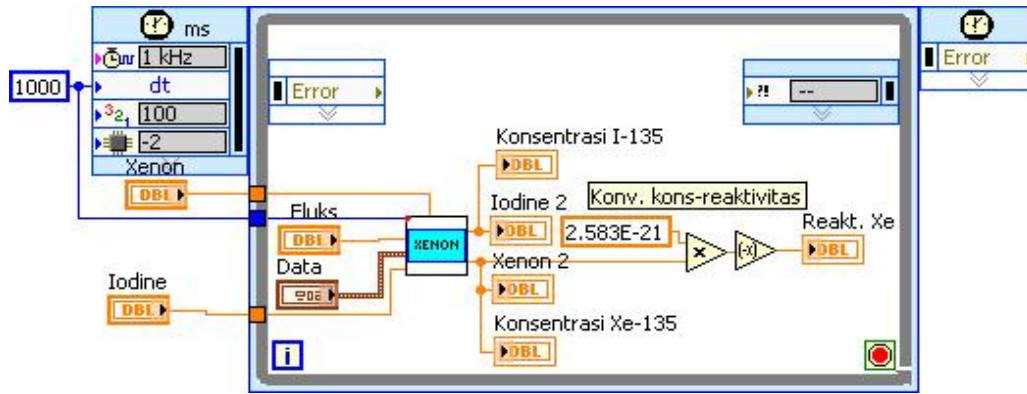 ms
1 kHz
1000
dt
100
-2
Error
--
?!
Error
Xenon
DBL
Fluks
DBL
XENON
Data
Iodine
DBL
Konsentrasi I-135
DBL
Iodine 2
DBL
Konv. kons-reaktivitas
2.583E-21
x
(-x)
Reakt. Xe
DBL
Xenon 2
DBL
Konsentrasi Xe-135
DBL
i